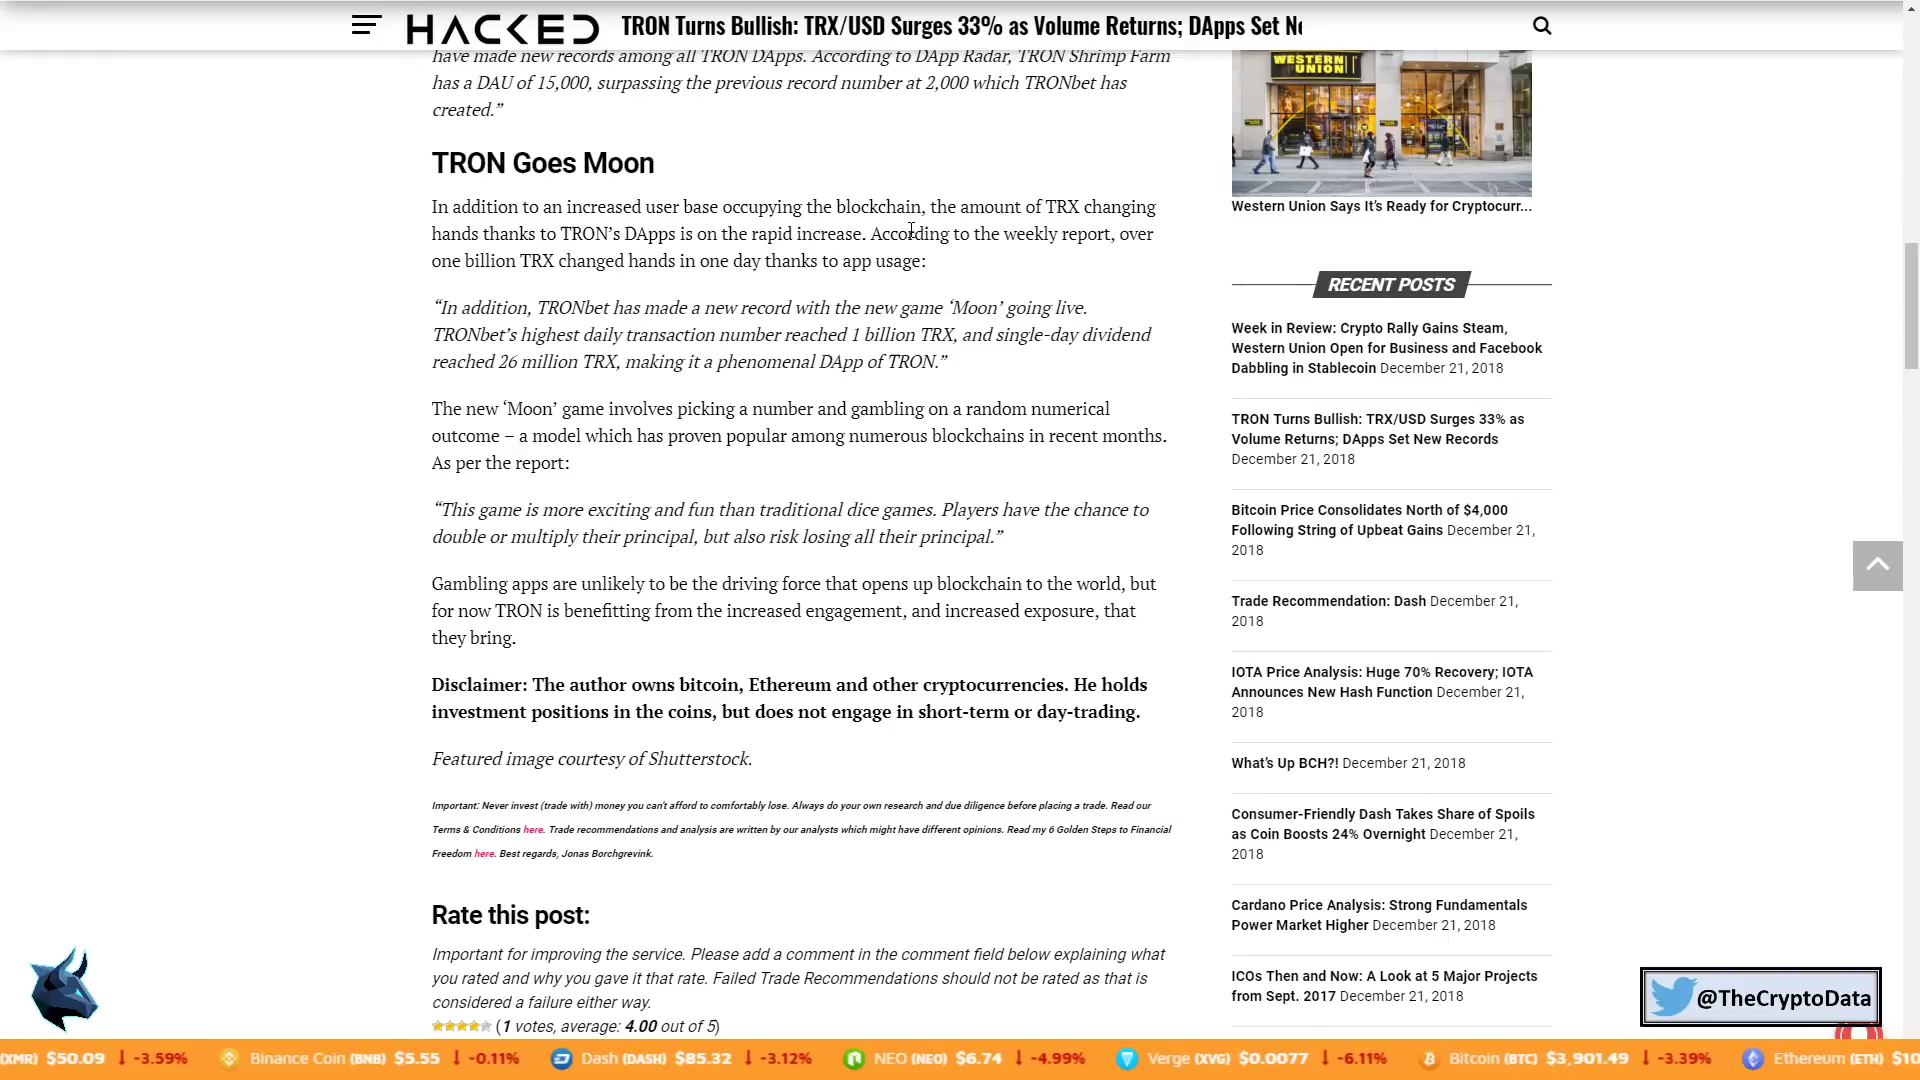 HACKED TRON Turns Bullish: TRX/USD Surges 33% as Volume Returns; DApps Set Ne
have made new records among all TRON DApps. According to DApp Radar, TRON Shrimp Farm
has a DAU of 15,000, surpassing the previous record number at 2,000 which TRONbet has
created.”
TRON Goes Moon
In addition to an increased user base occupying the blockchain, the amount of TRX changing
hands thanks to TRON’s DApps is on the rapid increase. According to the weekly report, over
one billion TRX changed hands in one day thanks to app usage:
“In addition, TRONbet has made a new record with the new game ‘Moon’ going live.
TRONbet’s highest daily transaction number reached 1 billion TRX, and single-day dividend
reached 26 million TRX, making it a phenomenal DApp of TRON.”
The new ‘Moon’ game involves picking a number and gambling on a random numerical
outcome – a model which has proven popular among numerous blockchains in recent months.
As per the report:
“This game is more exciting and fun than traditional dice games. Players have the chance to
double or multiply their principal, but also risk losing all their principal.”
Gambling apps are unlikely to be the driving force that opens up blockchain to the world, but
for now TRON is benefitting from the increased engagement, and increased exposure, that
they bring.
Disclaimer: The author owns bitcoin, Ethereum and other cryptocurrencies. He holds
investment positions in the coins, but does not engage in short-term or day-trading.
Featured image courtesy of Shutterstock.
Important: Never invest (trade with) money you can't afford to comfortably lose. Always do your own research and due diligence before placing a trade. Read our
Terms & Conditions here. Trade recommendations and analysis are written by our analysts which might have different opinions. Read my 6 Golden Steps to Financial
Freedom here. Best regards, Jonas Borchgrevink.
Rate this post:
Important for improving the service. Please add a comment in the comment field below explaining what
you rated and why you gave it that rate. Failed Trade Recommendations should not be rated as that is
considered a failure either way.
(1 votes, average: 4.00 out of 5)
WESTERN
UNION
Western Union Says It’s Ready for Cryptocurr...
RECENT POSTS
Week in Review: Crypto Rally Gains Steam,
Western Union Open for Business and Facebook
Dabbling in Stablecoin December 21, 2018
TRON Turns Bullish: TRX/USD Surges 33% as
Volume Returns; DApps Set New Records
December 21, 2018
Bitcoin Price Consolidates North of $4,000
Following String of Upbeat Gains December 21,
2018
Trade Recommendation: Dash December 21,
2018
IOTA Price Analysis: Huge 70% Recovery; IOTA
Announces New Hash Function December 21,
2018
What’s Up BCH?! December 21, 2018
Consumer-Friendly Dash Takes Share of Spoils
as Coin Boosts 24% Overnight December 21,
2018
Cardano Price Analysis: Strong Fundamentals
Power Market Higher December 21, 2018
ICOs Then and Now: A Look at 5 Major Projects
from Sept. 2017 December 21, 2018
@TheCryptoData
(XMR) $50.09 ↓ -3.59% Binance Coin (BNB) $5.55 ↓ -0.11% Dash (DASH) $85.32 ↓ -3.12% NEO (NEO) $6.74 ↓ -4.99% Verge (XVG) $0.0077 ↓ -6.11% Bitcoin (BTC) $3,901.49 ↓ -3.39% Ethereum (ETH) $10